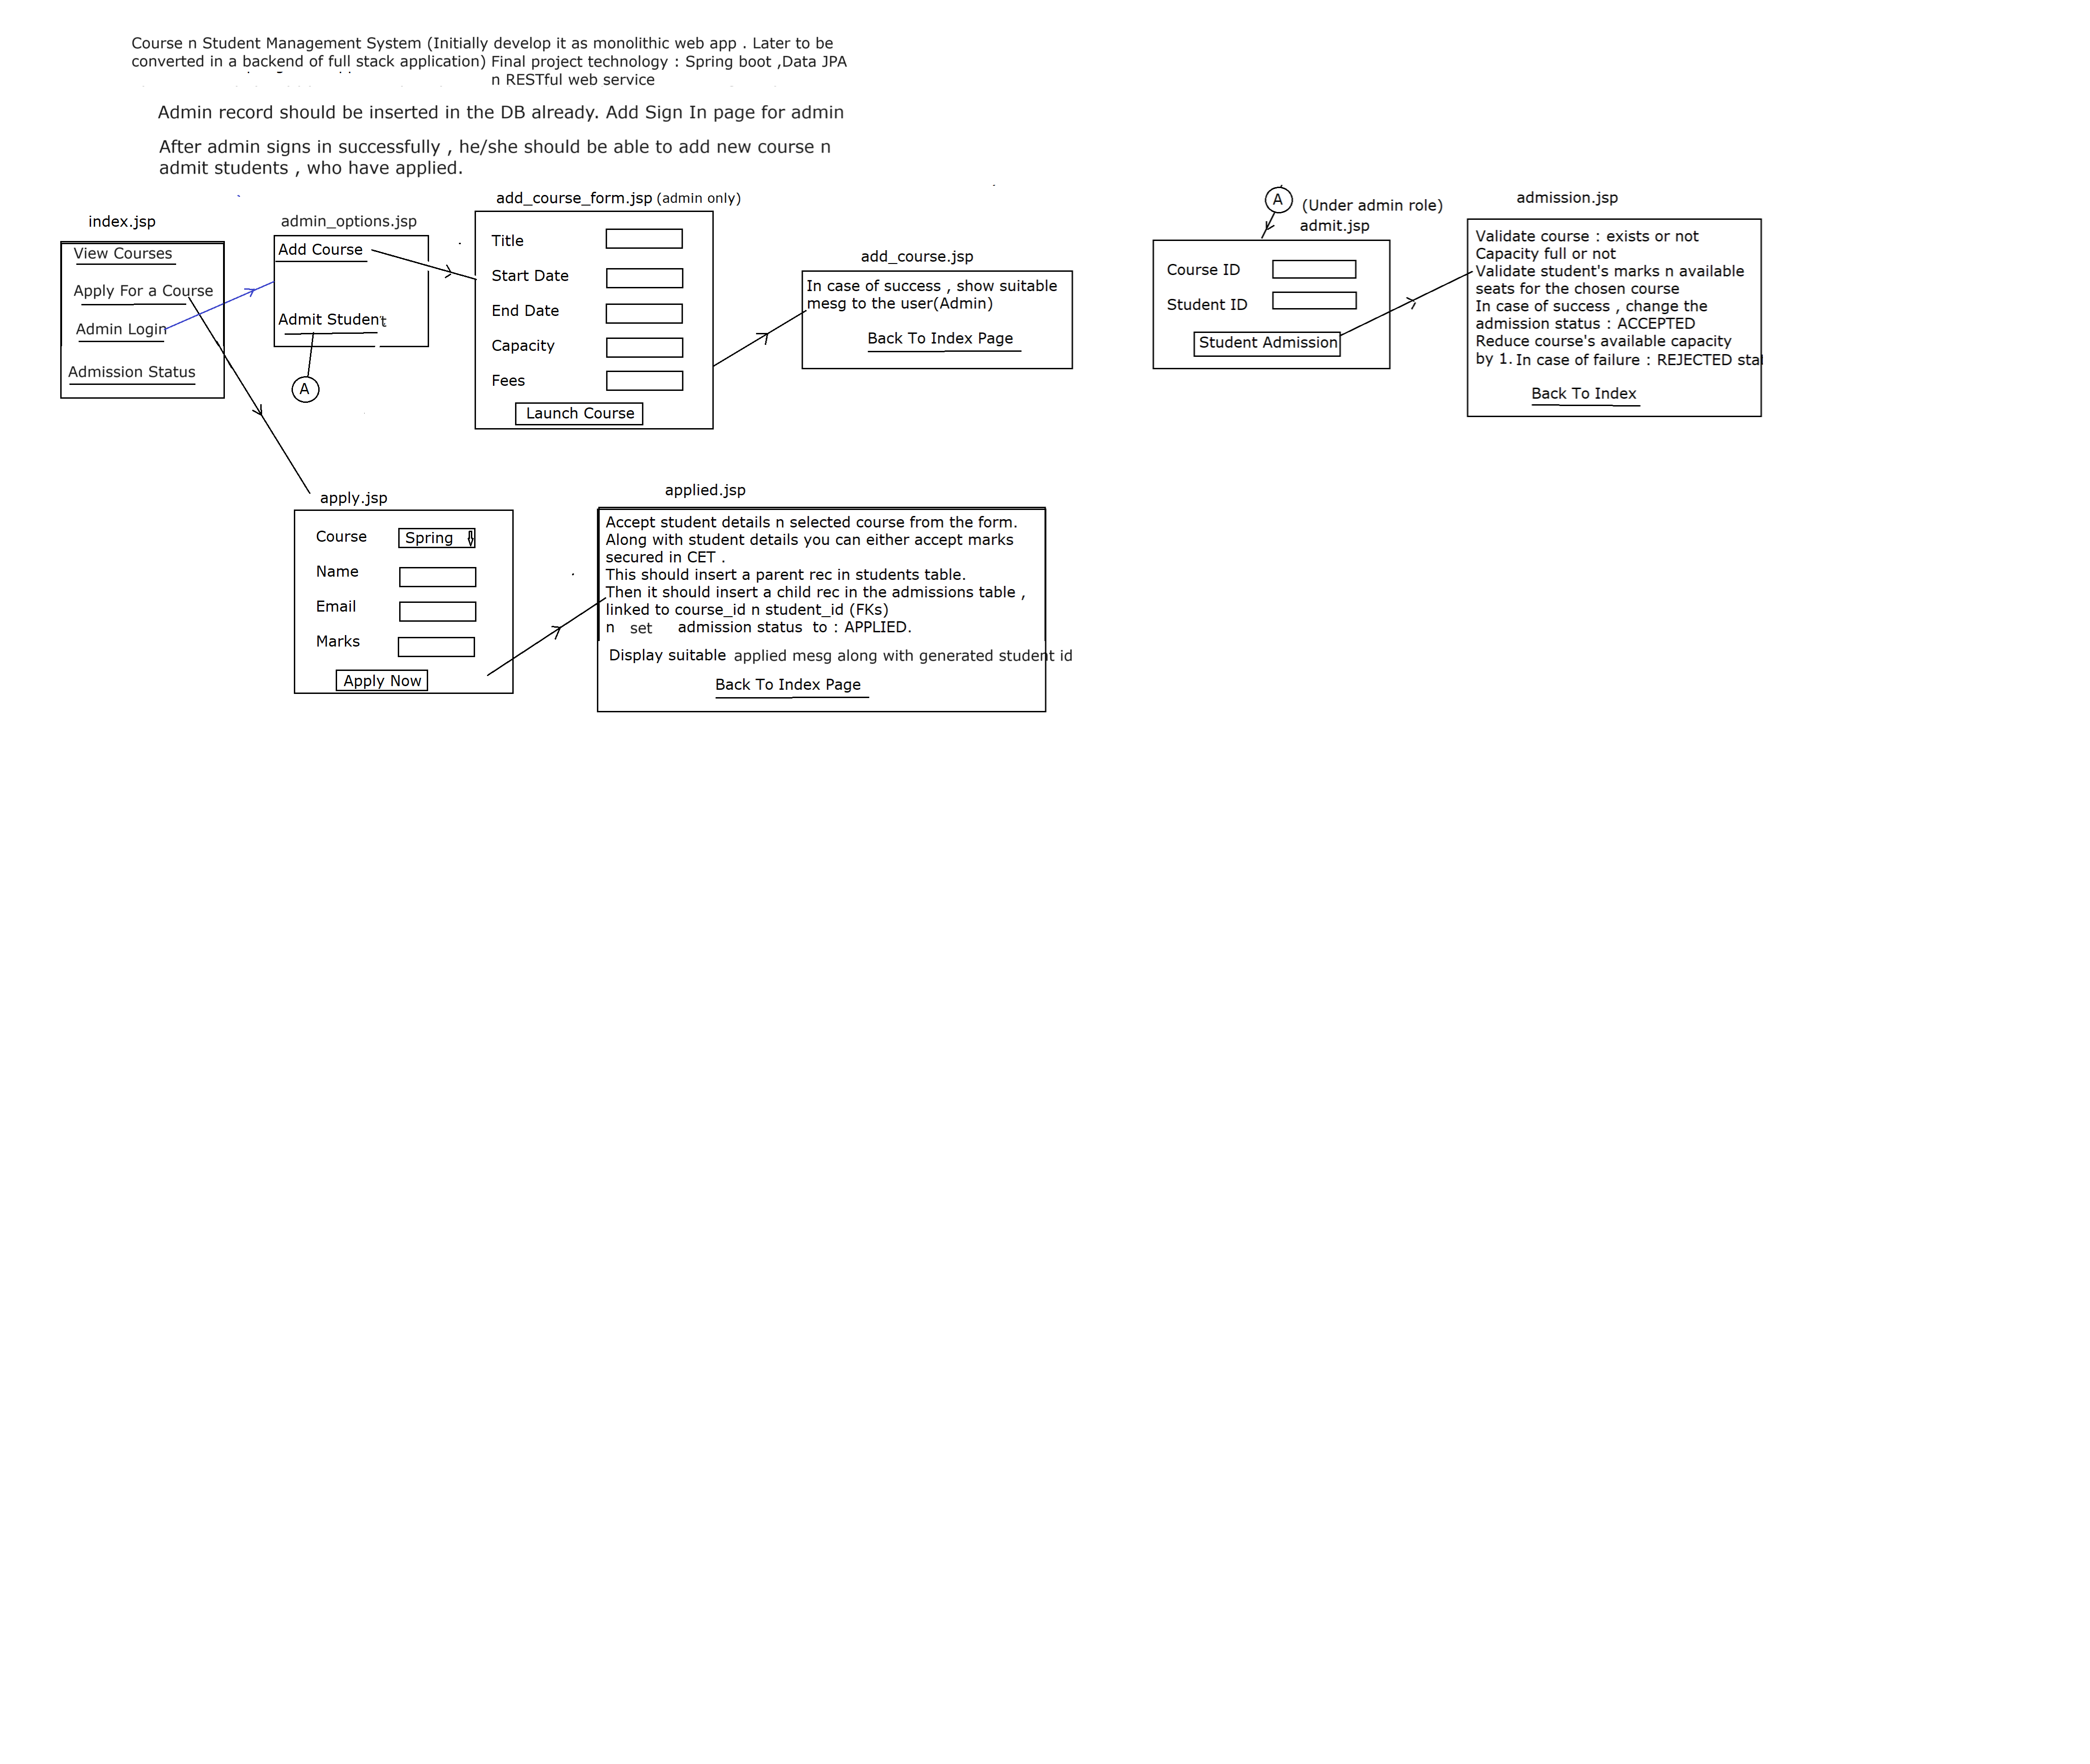 Course n Student Management System (Initially develop it as monolithic web app . Later to be
converted in a backend of full stack application) Final project technology : Spring boot ,Data JPA
n RESTful web service
Admin record should be inserted in the DB already. Add Sign In page for admin
After admin signs in successfully , he/she should be able to add new course n
admit students , who have applied.
index.jsp
View Courses
Apply For a Course
Admin Login
Admission Status
admin_options.jsp
Add Course
Admit Student
A
add_course_form.jsp (admin only)
Title
Start Date
End Date
Capacity
Fees
Launch Course
add_course.jsp
In case of success , show suitable
mesg to the user(Admin)
Back To Index Page
A
(Under admin role)
admit.jsp
Course ID
Student ID
Student Admission
admission.jsp
Validate course : exists or not
Capacity full or not
Validate student's marks n available
seats for the chosen course
In case of success , change the
admission status : ACCEPTED
Reduce course's available capacity
by 1. In case of failure : REJECTED
Back To Index
apply.jsp
Course Spring
Name
Email
Marks
Apply Now
applied.jsp
Accept student details n selected course from the form.
Along with student details you can either accept marks
secured in CET .
This should insert a parent rec in students table.
Then it should insert a child rec in the admissions table ,
linked to course_id n student_id (FKs)
n set admission status to : APPLIED.
Display suitable applied mesg along with generated student id
Back To Index Page